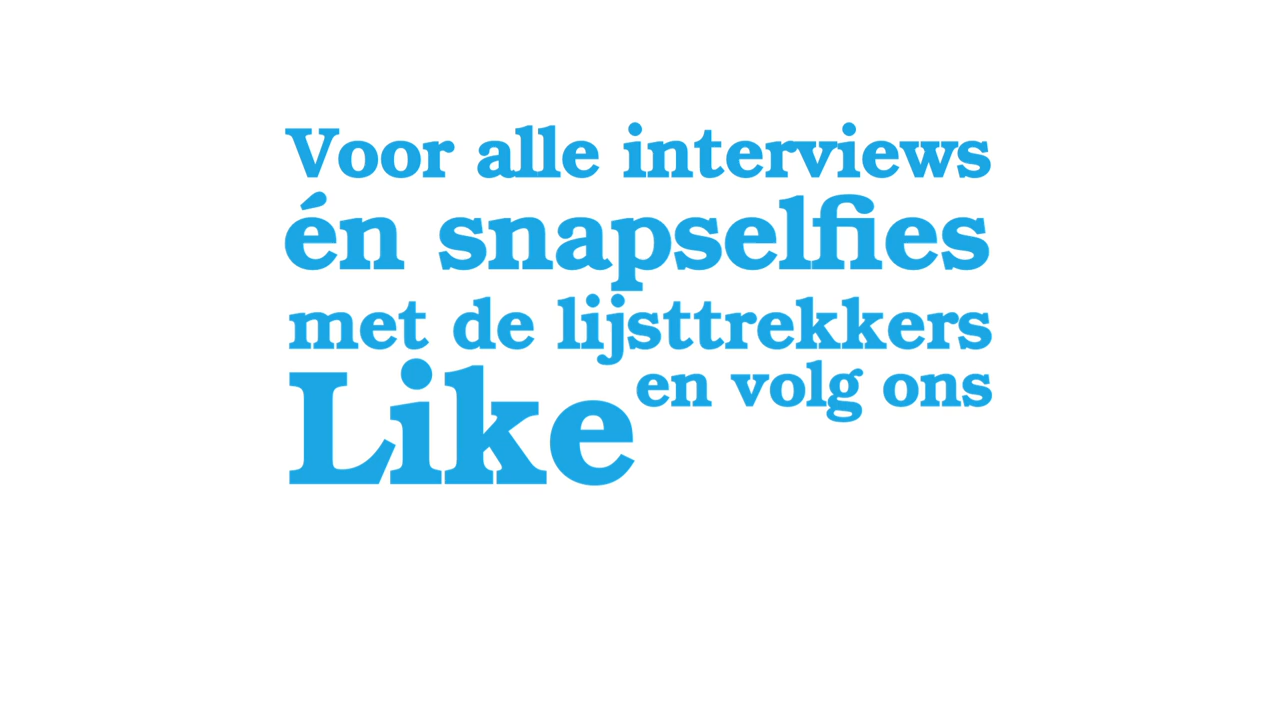 Voor alle interviews
én snapselfies
met de lijsttrekkers
Like en volg ons